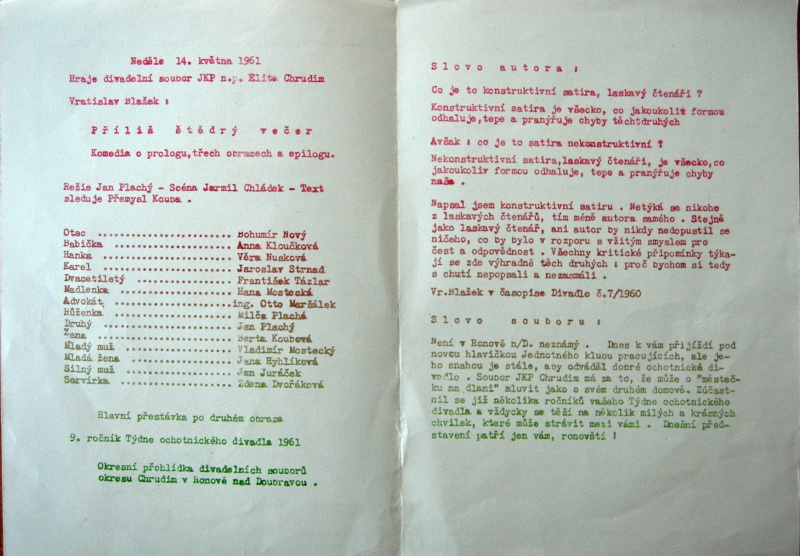 Neděle 14. května 1961
Hraje divadelní soubor JKP n.p. Elite Chrudim
Vratislav Blažek :
Příliš štědrý večer
Komedia o prologu,třech obrazech a epilogu.
Režie Jan Plachý - Scéna Jarmil Chládek - Text
sleduje Přemysl Kouba .
Otec ........................ Bohumír Nový
Babička ..................... Anna Kloučková
Hanka ....................... Věra Nusková
Karel ....................... Jaroslav Strnad
Dvacetiletý ................. František Tázlar
Madlenka .................... Hana Mostecká
Advokát ..................... ing. Otto Maršálek
Růženka ..................... Milča Plachá
Druhý ....................... Jan Plachý
Žena ........................ Berta Koubová
Mladý muž ................... Vladimír Mostecký
Mladá žena .................. Jana Hyhlíková
Silný muž ................... Jan Juráček
Servírka .................... Zdena Dvořáková
Hlavní přestávka po druhém obraze
9. ročník Týdne ochotnického divadla 1961
Okresní přehlídka divadelních souborů
okresu Chrudim v Ronově nad Doubravou .
Slovo autora :
Co je to konstruktivní satira, laskavý čtenáři ?
Konstruktivní satira je všecko, co jakoukoliv formou
odhaluje,tepe a pranýřuje chyby těchtdruhých
Avšak : co je to satira nekonstruktivní ?
Nekonstruktivní satira,laskavý čtenáři, je všecko,co
jakoukoliv formou odhaluje, tepe a pranýřuje chyby
naše .
Napsal jsem konstruktivní satiru . Netýká se nikoho
z laskavých čtenářů, tím méně autora samého . Stejně
jako laskavý čtenář, ani autor by nikdy nedopustil se
ničeho, co by bylo v rozporu s vžitým smyslem pro
čest a odpovědnost . Všechny kritické připomínky týka-
jí se zde výhradně těch druhých : proč bychom si tedy
s chutí nepopsali a nezasmáli .
Vr.Blažek v časopise Divadlo č.7/1960
Slovo souboru :
Není v Ronově n/D. neznámý . Dnes k vám přijíždí pod
novou hlavičkou Jednotného klubu pracujících, ale je-
ho snahou je stále, aby odváděl dobré ochotnické di-
vadlo . Soubor JKP Chrudim má za to, že může o "městeč-
ku na dlani" mluvit jako o svém druhém domově. Zúčast-
nil se již několika ročníků vašeho Týdne ochotnického
divadla a vždycky se těší na několik milých a krásných
chvilek, které může strávit mezi vámi . Dnešní před-
stavení patří jen vám, ronovští !